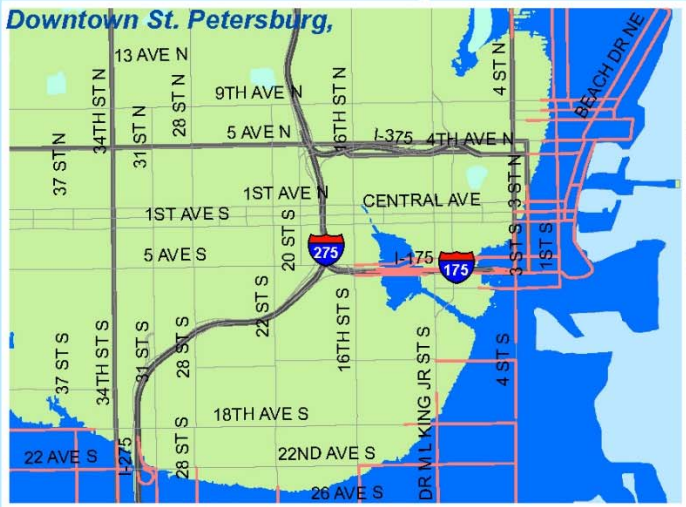 Downtown St. Petersburg,
13 AVE N
34TH ST N
37 ST N
31 ST N
28 ST N
9TH AVE N
16TH ST N
4 ST N
BEACH DR NE
5 AVE N
I-375
4TH AVE N
3 ST N
1ST AVE N
CENTRAL AVE
1ST AVE S
20 ST S
5 AVE S
275
I-175
175
3 ST S
1ST S
22 ST S
37 ST S
34TH ST S
31 ST S
28 ST S
16TH ST S
4 ST S
DR M L KING JR ST S
18TH AVE S
22 AVE S
I-275
28 ST S
22ND AVE S
26 AVE S